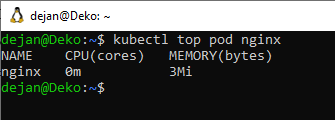 dejan@Deko: ~
dejan@Deko:~$ kubectl top pod nginx
NAME    CPU(cores)   MEMORY(bytes)
nginx   0m           3Mi
dejan@Deko:~$